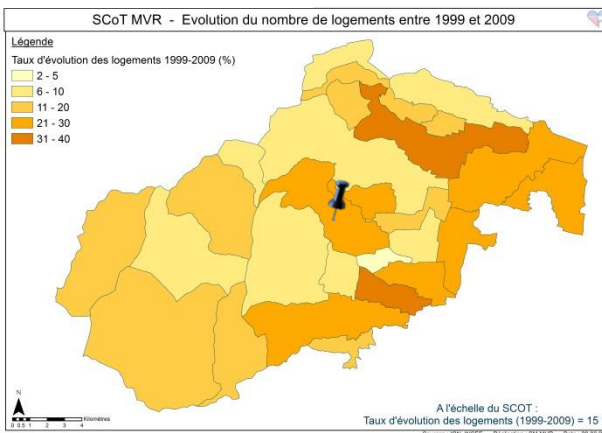 SCoT MVR - Evolution du nombre de logements entre 1999 et 2009
Légende
Taux d'évolution des logements 1999-2009 (%)
2 - 5
6 - 10
11 - 20
21 - 30
31 - 40
N
0 0.5 1 2 3 4
Kilomètres
A l'échelle du SCOT :
Taux d'évolution des logements (1999-2009) = 15